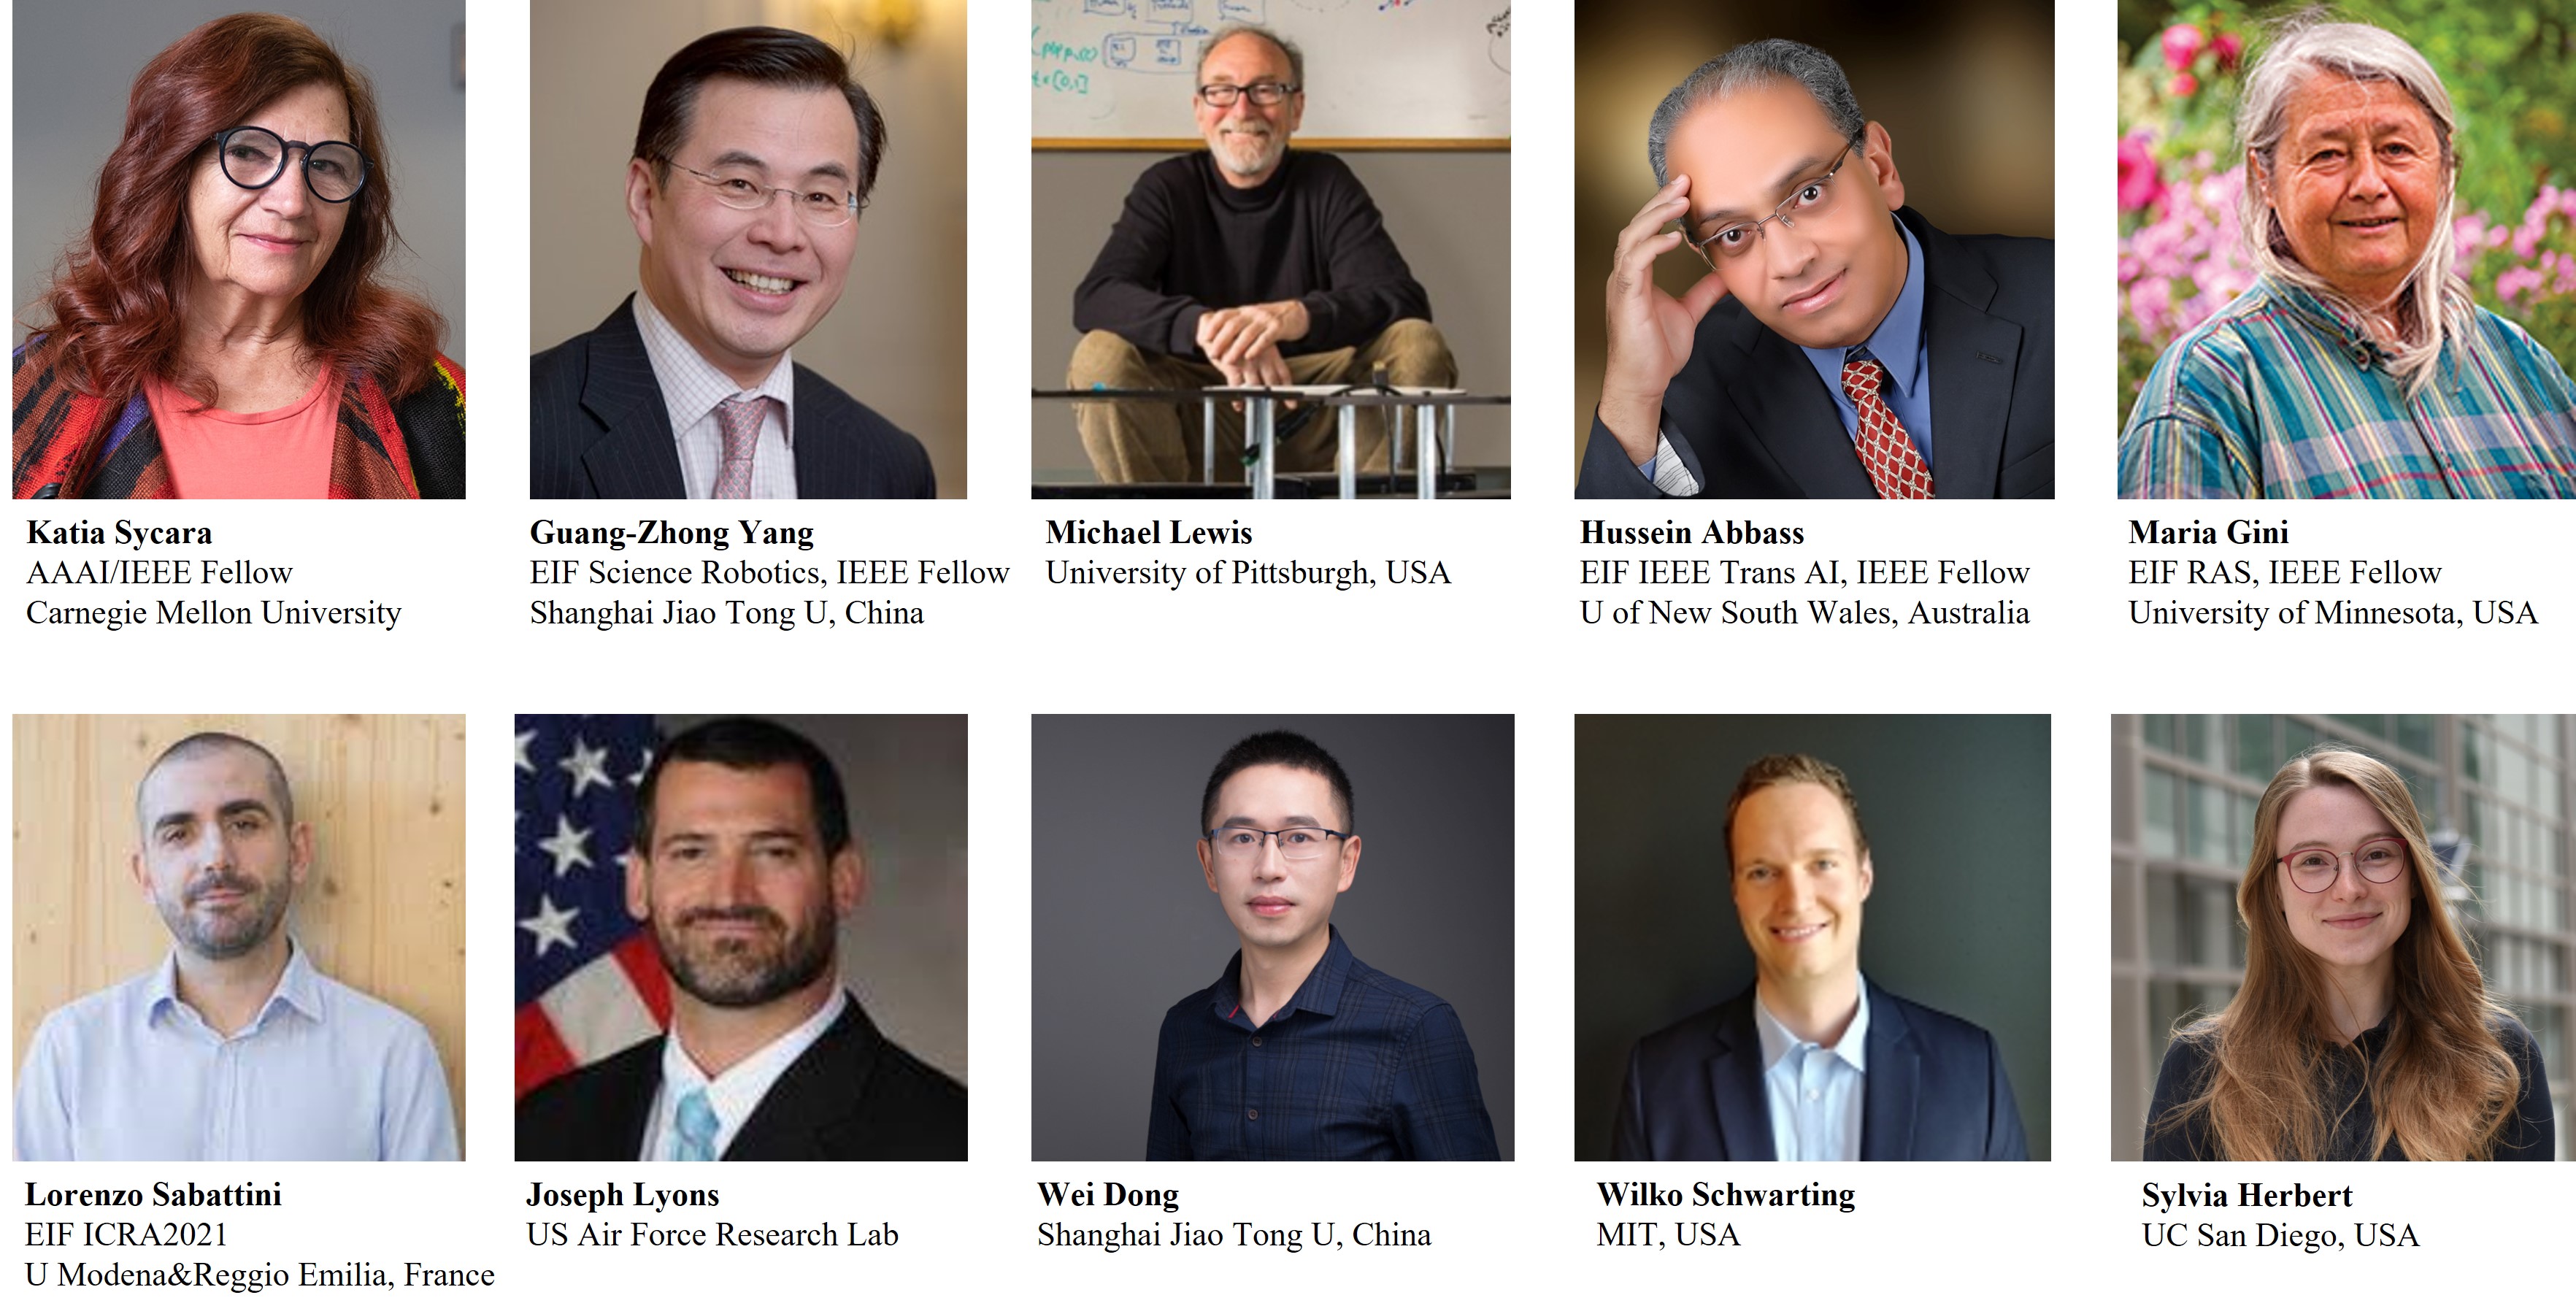 Katia Sycara
AAAI/IEEE Fellow
Carnegie Mellon University
Guang-Zhong Yang
EIF Science Robotics, IEEE Fellow
Shanghai Jiao Tong U, China
Michael Lewis
University of Pittsburgh, USA
Hussein Abbass
EIF IEEE Trans AI, IEEE Fellow
U of New South Wales, Australia
Maria Gini
EIF RAS, IEEE Fellow
University of Minnesota, USA
Lorenzo Sabattini
EIF ICRA2021
U Modena&Reggio Emilia, France
Joseph Lyons
US Air Force Research Lab
Wei Dong
Shanghai Jiao Tong U, China
Wilko Schwarting
MIT, USA
Sylvia Herbert
UC San Diego, USA